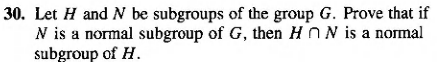 30. Let H and N be subgroups of the group G. Prove that if
N is a normal subgroup of G, then H ∩ N is a normal
subgroup of H.